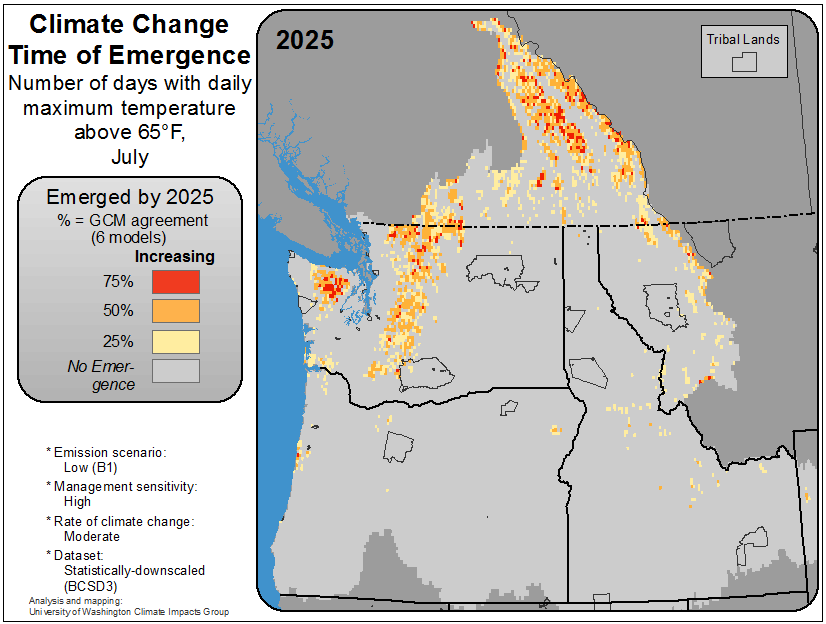 Climate Change
Time of Emergence
Number of days with daily
maximum temperature
above 65°F,
July
Emerged by 2025
% = GCM agreement
(6 models)
Increasing
75%
50%
25%
No Emer-
gence
* Emission scenario:
Low (B1)
* Management sensitivity:
High
* Rate of climate change:
Moderate
* Dataset:
Statistically-downscaled
(BCSD3)
Analysis and mapping:
University of Washington Climate Impacts Group
2025
Tribal Lands